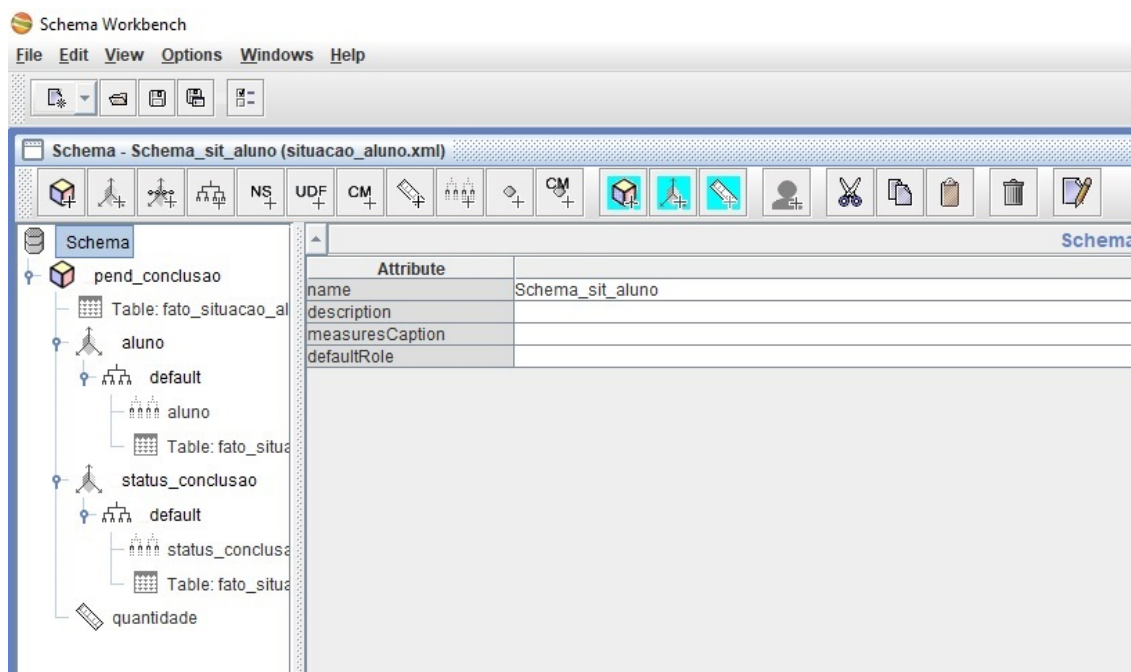 Schema Workbench
File Edit View Options Windows Help
Schema - Schema_sit_aluno (situacao_aluno.xml)
NS UDF CM CM
Schema
Schema
pend_conclusao
Attribute
Table: fato_situacao_al
name Schema_sit_aluno
description
measuresCaption
defaultRole
aluno
default
aluno
Table: fato_situa
status_conclusao
default
status_conclusa
Table: fato_situa
quantidade